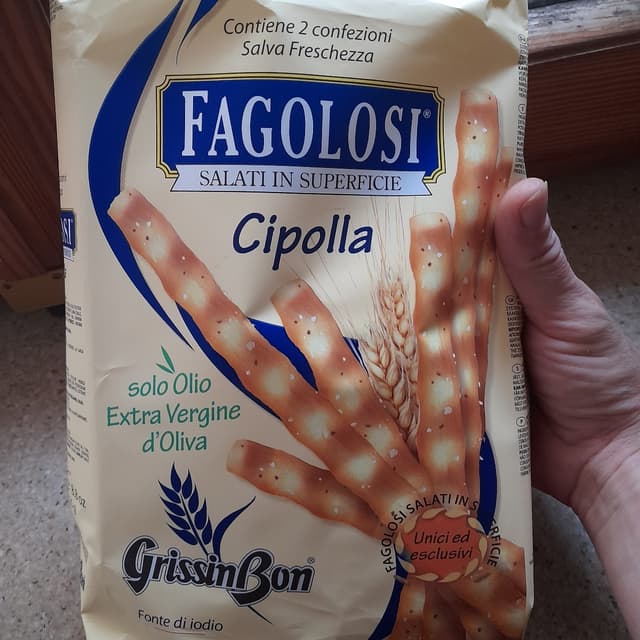 Contiene 2 confezioni
Salva Freschezza
FAGOLOSI®
SALATI IN SUPERFICIE
Cipolla
solo Olio
Extra Vergine
d'Oliva
FAGOLOSI SALATI IN SUPERFICIE
Unici ed
esclusivi
GrissinBon®
Fonte di iodio